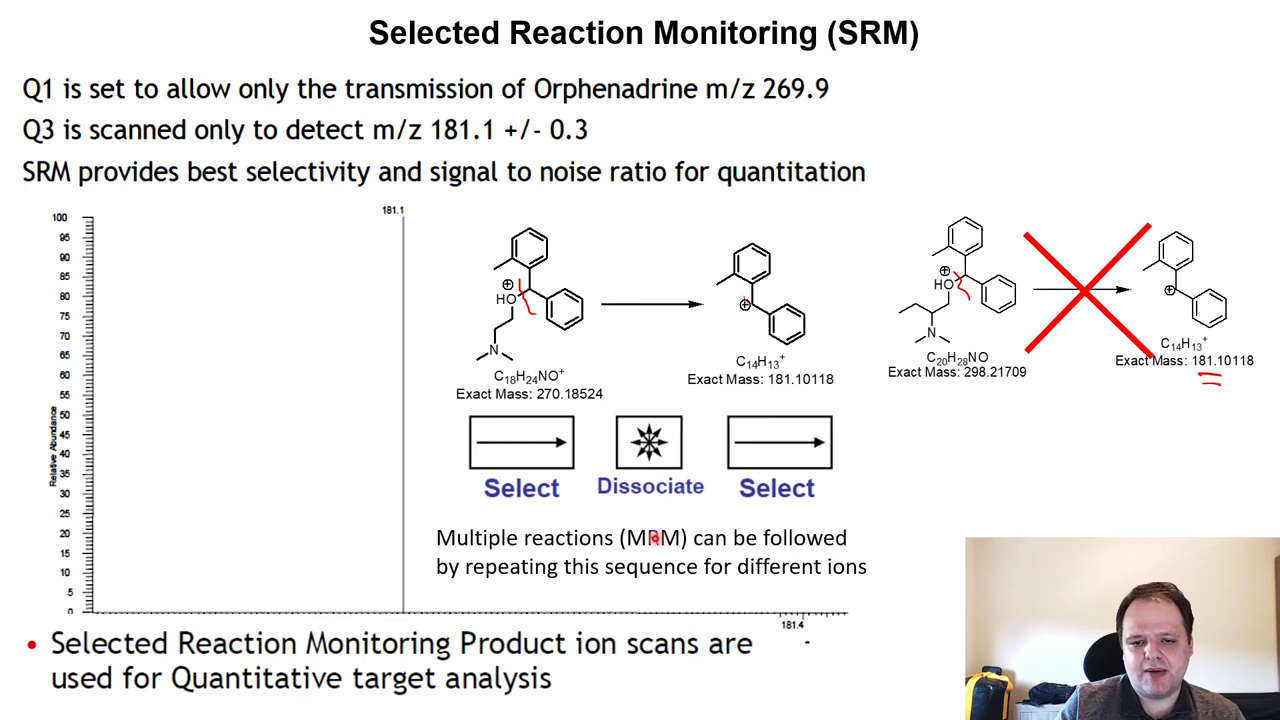 Selected Reaction Monitoring (SRM)
Q1 is set to allow only the transmission of Orphenadrine m/z 269.9
Q3 is scanned only to detect m/z 181.1 +/- 0.3
SRM provides best selectivity and signal to noise ratio for quantitation
181.1
100
95
90
85
80
75
70
65
60
55
50
45
40
35
30
25
20
15
10
5
0
Relative Abundance
181.4
HO
N
C18H24NO+
Exact Mass: 270.18524
C14H13+
Exact Mass: 181.10118
HO
N
C20H28NO
Exact Mass: 298.21709
C14H13+
Exact Mass: 181.10118
Select
Dissociate
Select
Multiple reactions (MRM) can be followed
by repeating this sequence for different ions
• Selected Reaction Monitoring Product ion scans are
used for Quantitative target analysis